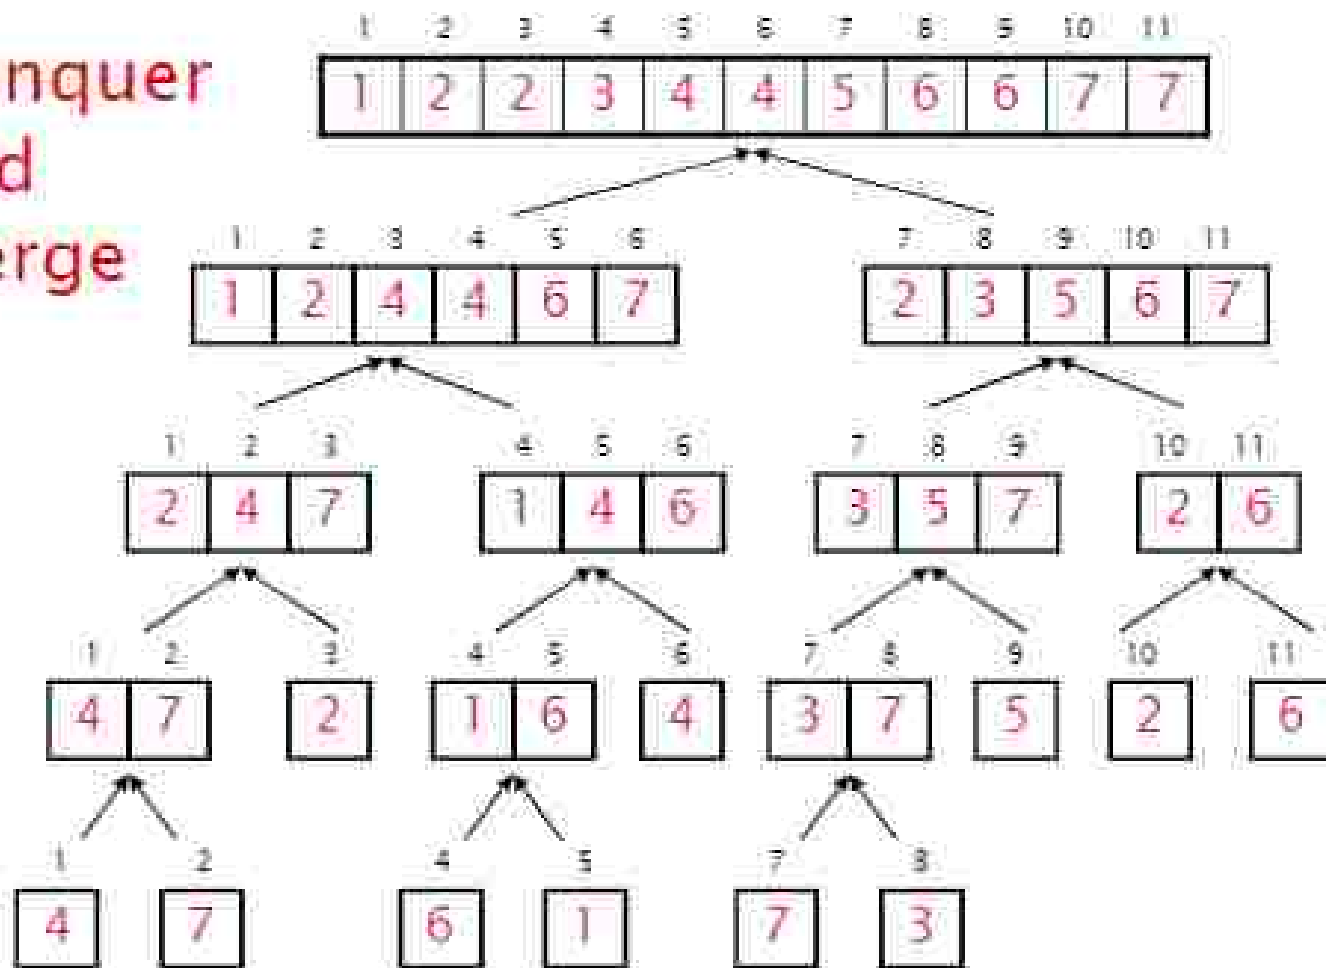 1 2 3 4 5 6 7 8 9 10 11
nquer
1 2 2 3 4 4 5 6 6 7 7
d
1 2 3 4 5 6 7 8 9 10 11
erge
1 2 4 4 6 7 2 3 5 6 7
1 2 3 4 5 6 7 8 9 10 11
2 4 7 1 4 6 3 5 7 2 6
1 2 3 4 5 6 7 8 9 10 11
4 7 2 1 6 4 3 7 5 2 6
1 2 4 5 7 8
4 7 6 1 7 3